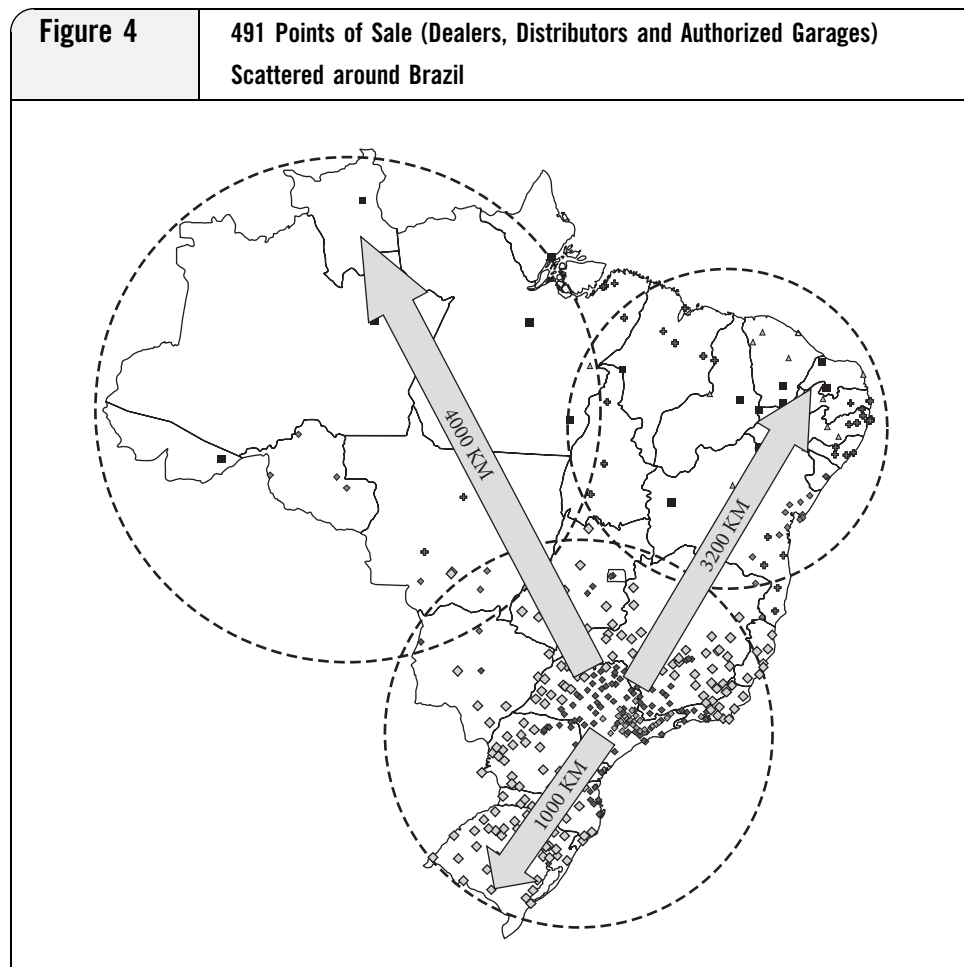 Figure 4
491 Points of Sale (Dealers, Distributors and Authorized Garages)
Scattered around Brazil
4000 KM
3200 KM
1000 KM